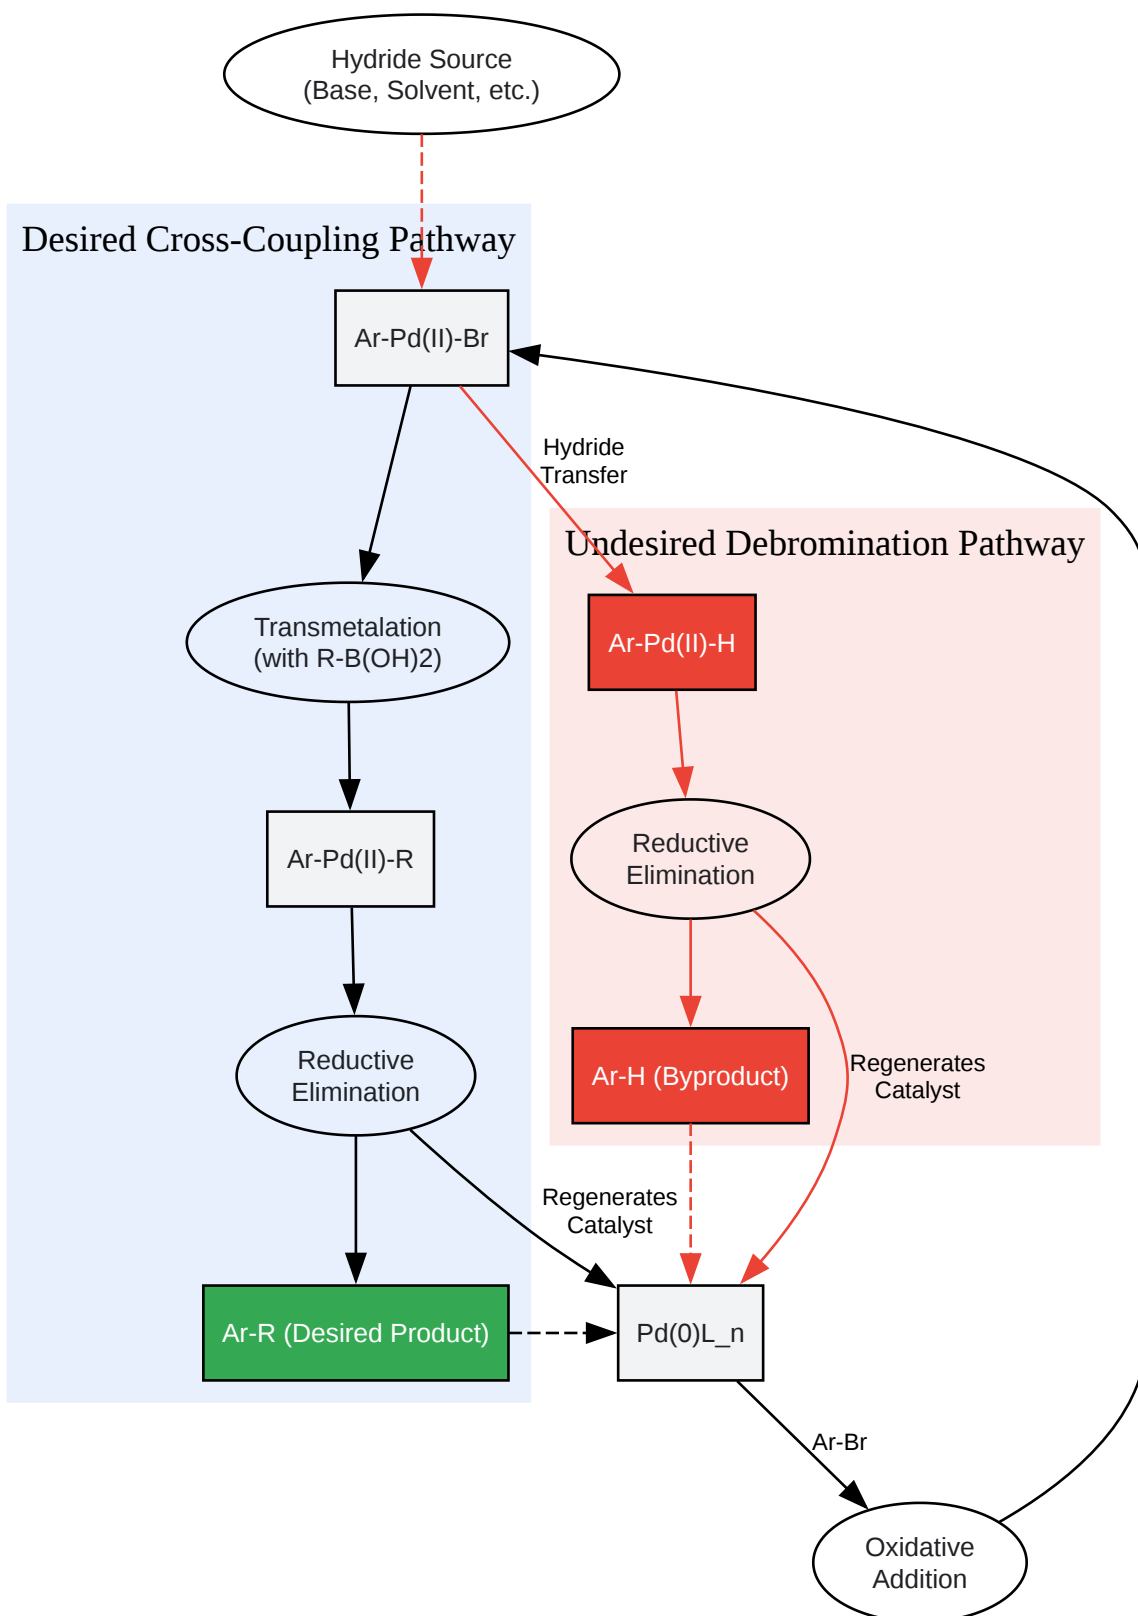 Hydride Source
(Base, Solvent, etc.)
Desired Cross-Coupling Pathway
Ar-Pd(II)-Br
Hydride
Transfer
Undesired Debromination Pathway
Transmetalation
(with R-B(OH)2)
Ar-Pd(II)-H
Ar-Pd(II)-R
Reductive
Elimination
Reductive
Elimination
Ar-H (Byproduct)
Regenerates
Catalyst
Regenerates
Catalyst
Ar-R (Desired Product)
Pd(0)L_n
Ar-Br
Oxidative
Addition